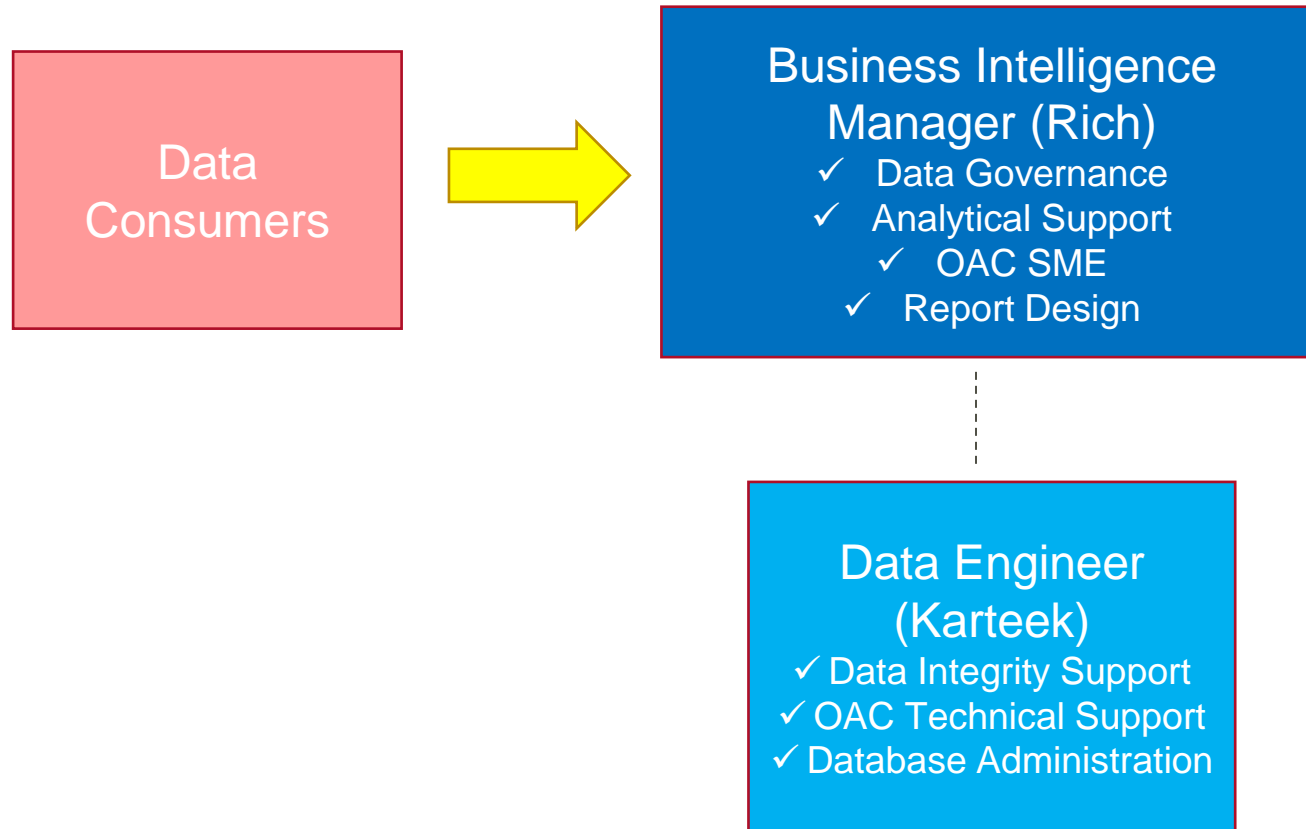 Data
Consumers
Business Intelligence
Manager (Rich)
✓ Data Governance
✓ Analytical Support
✓ OAC SME
✓ Report Design
Data Engineer
(Karteek)
✓ Data Integrity Support
✓ OAC Technical Support
✓ Database Administration